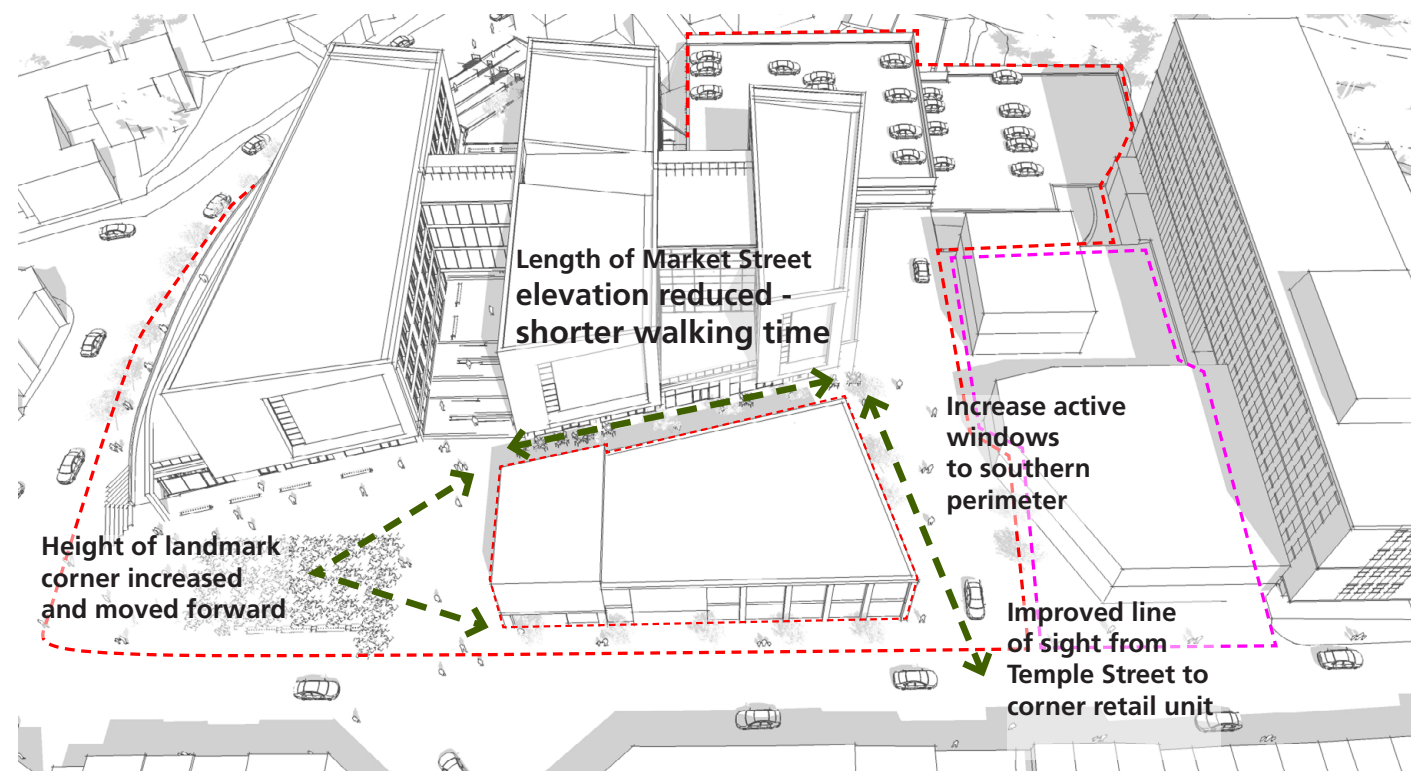 Length of Market Street
elevation reduced -
shorter walking time
Increase active
windows
to southern
perimeter
Height of landmark
corner increased
and moved forward
Improved line
of sight from
Temple Street to
corner retail unit